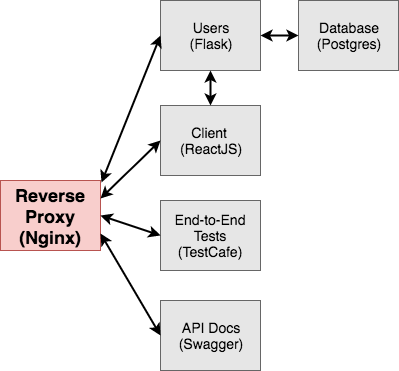 Users
(Flask)
Database
(Postgres)
Client
(ReactJS)
Reverse
Proxy
(Nginx)
End-to-End
Tests
(TestCafe)
API Docs
(Swagger)